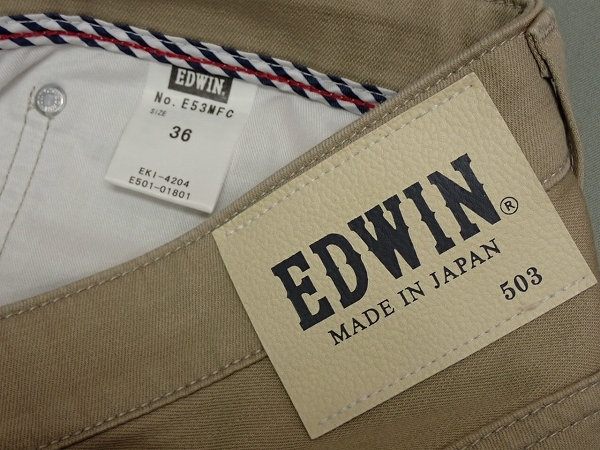 EDWIN.
No. E53MFC
SIZE
36
EKI-4204
E501-01801
EDWIN®
MADE IN JAPAN
503